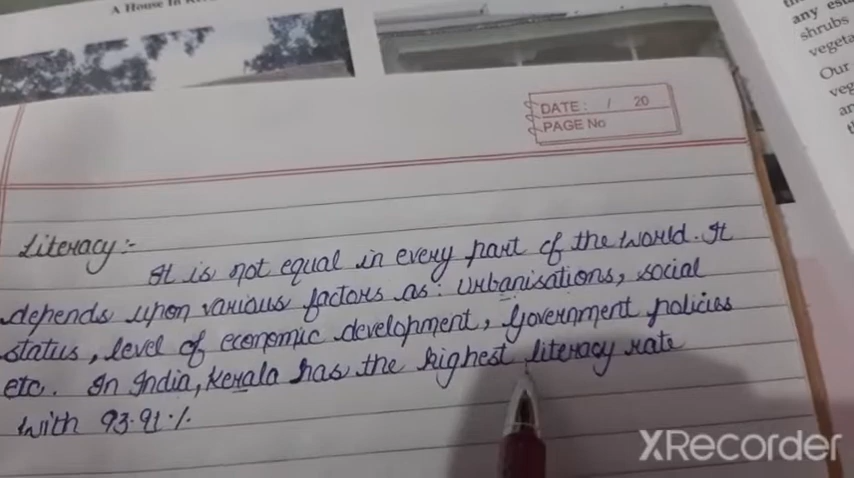 A House In
any
shrubs
vegeta
Our
veg
an
DATE: / 20
PAGE No
Literacy:-
It is not equal in every part of the world. It
depends upon various factors as: Urbanisations, social
status, level of economic development, Government policies
etc. In India, Kerala has the highest literacy rate
with 93.91%
XRecorder